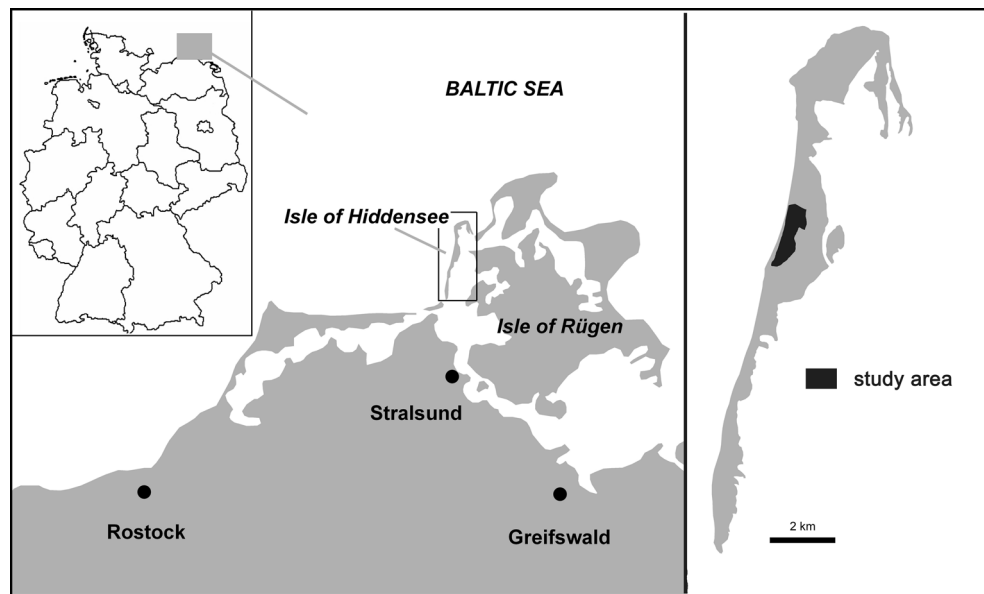 BALTIC SEA
Isle of Hiddensee
Isle of Rügen
Stralsund
Rostock
Greifswald
study area
2 km